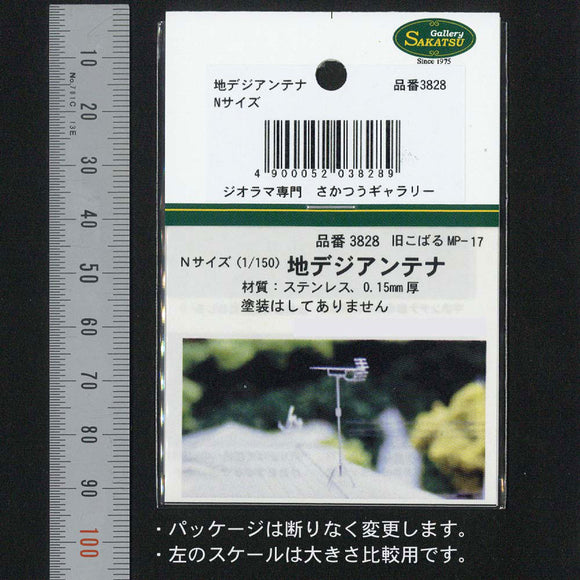 10
20
30
40
50
60
70
80
90
100
Gallery
SAKATSU
Since 1975
地デジアンテナ 品番3828
Nサイズ
4 900052 038289
ジオラマ専門 さかつうギャラリー
品番 3828 旧こばる MP-17
Nサイズ (1/150) 地デジアンテナ
材質:ステンレス、0.15mm 厚
塗装はしてありません
・パッケージは断りなく変更します。
・左のスケールは大きさ比較用です。